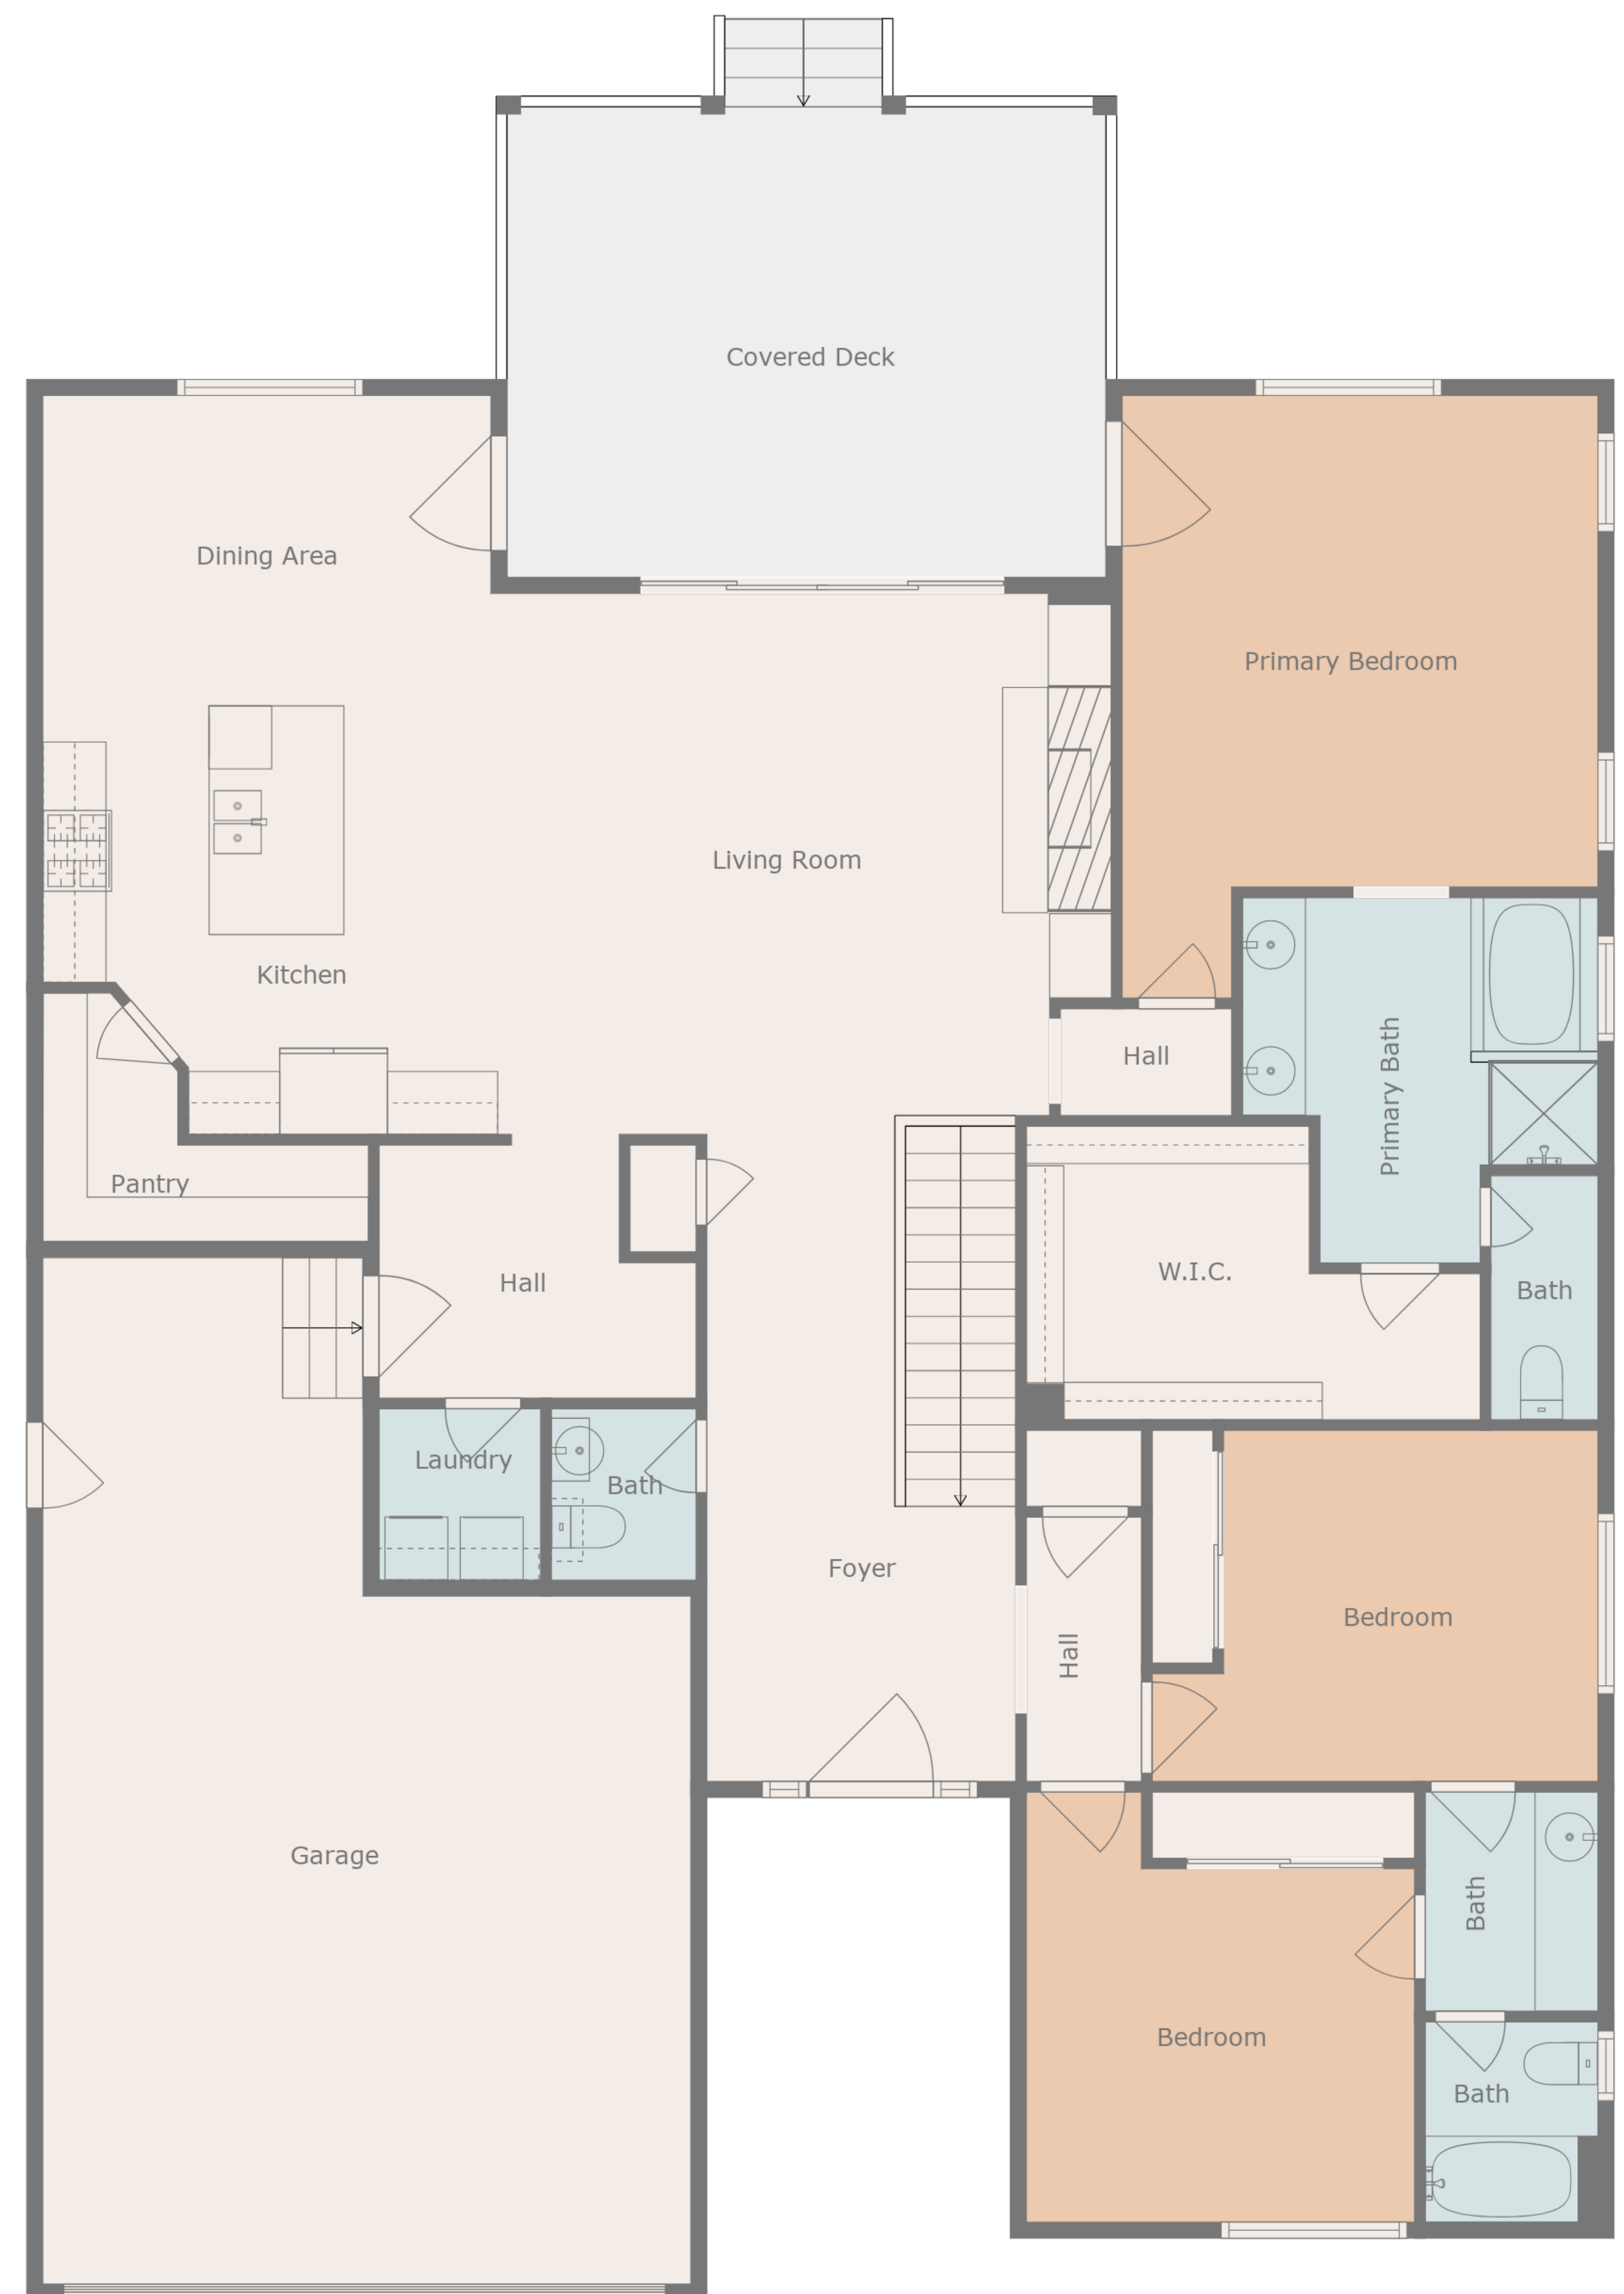 Covered Deck
Dining Area
Primary Bedroom
Living Room
Kitchen
Hall
Primary Bath
Pantry
W.I.C.
Hall
Bath
Laundry
Bath
Foyer
Bedroom
Hall
Garage
Bath
Bedroom
Bath